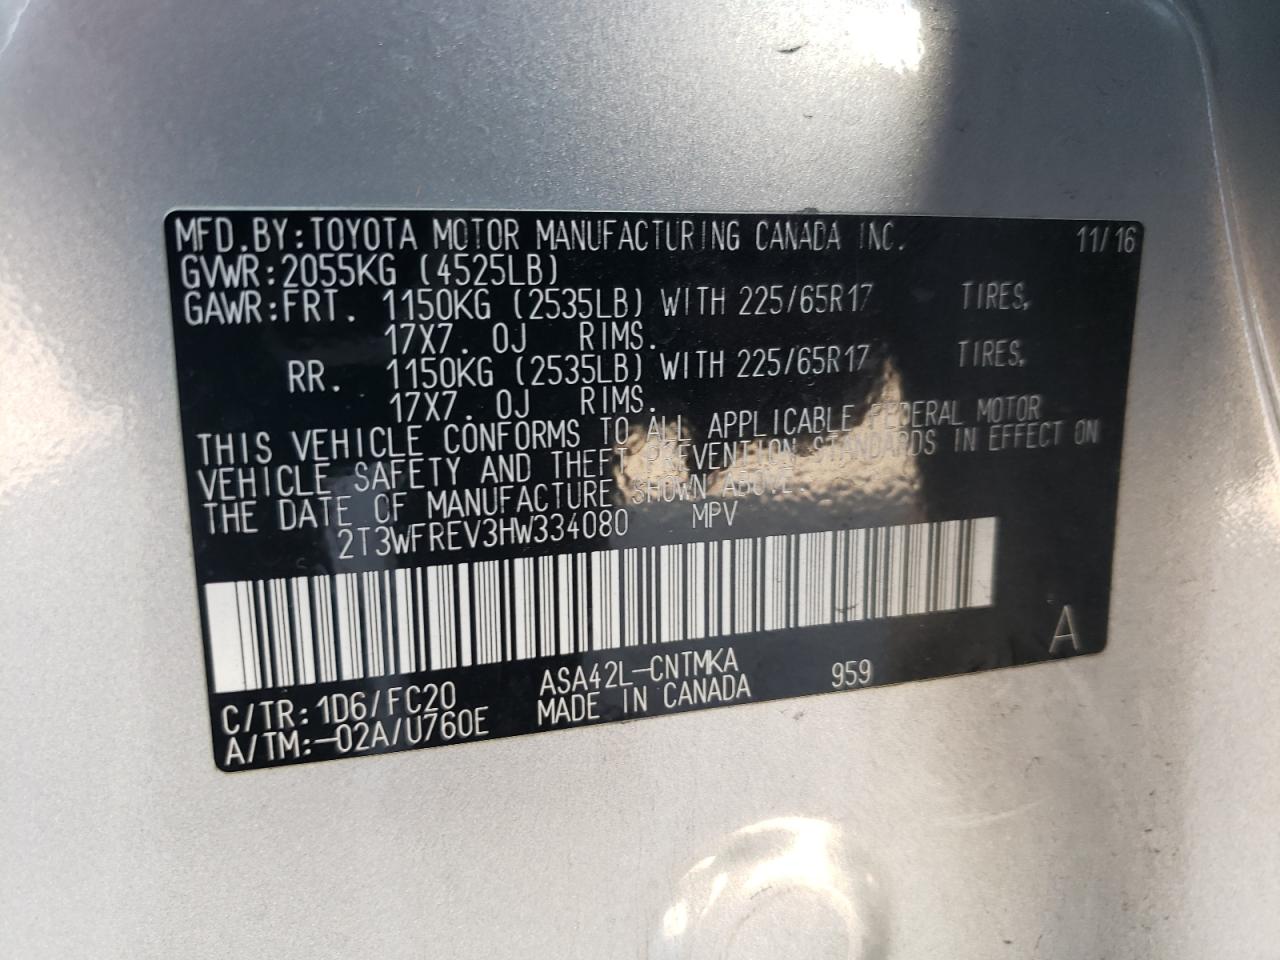 MFD.BY:TOYOTA MOTOR MANUFACTURING CANADA INC. 11/16
GVWR:2055KG (4525LB)
GAWR:FRT. 1150KG (2535LB) WITH 225/65R17 TIRES,
17X7.0J RIMS.
RR. 1150KG (2535LB) WITH 225/65R17 TIRES,
17X7.0J RIMS.
THIS VEHICLE CONFORMS TO ALL APPLICABLE FEDERAL MOTOR
VEHICLE SAFETY AND THEFT PREVENTION STANDARDS IN EFFECT ON
THE DATE OF MANUFACTURE SHOWN ABOVE.
2T3WFREV3HW334080 MPV
A
C/TR:1D6/FC20 ASA42L-CNTMKA 959
A/TM:-02A/U760E MADE IN CANADA